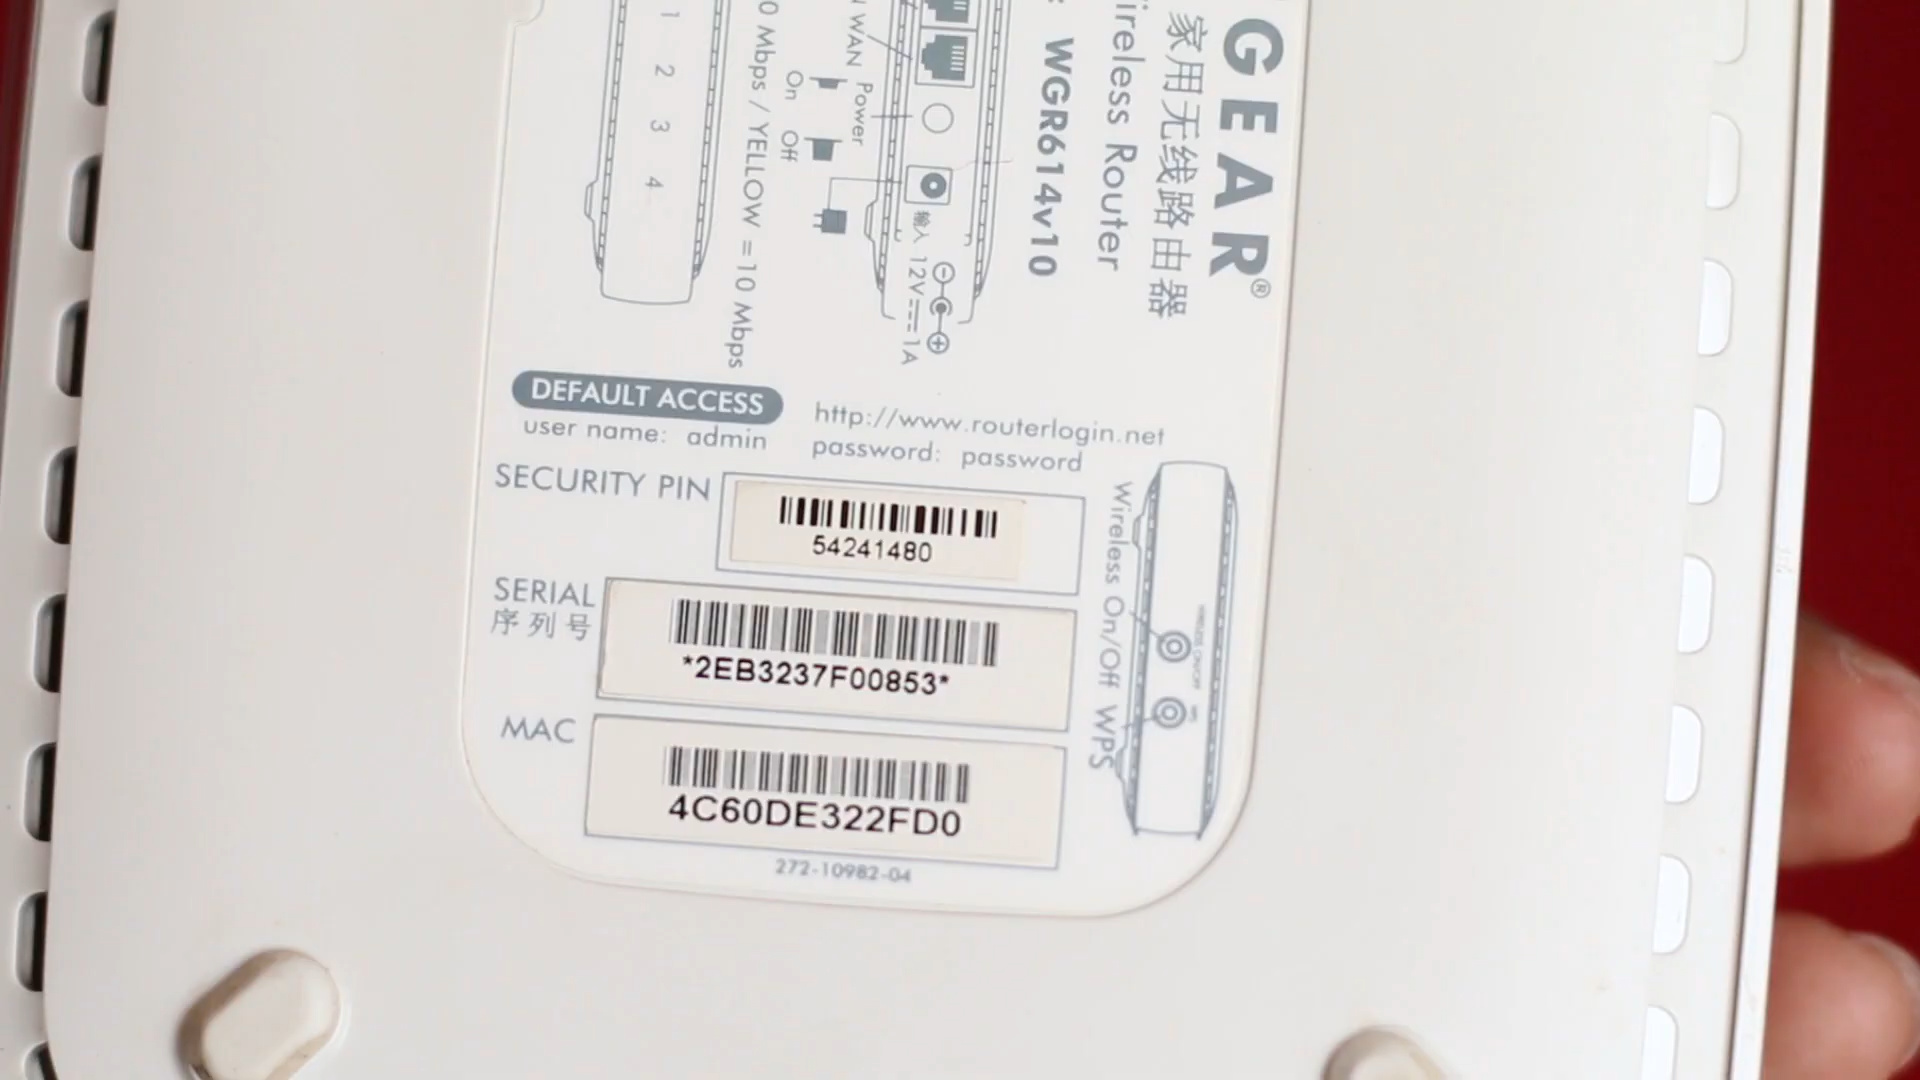 GEAR®
家用无线路由器
Wireless Router
WGR614v10
WAN
Power
On Off
输入 12V 1A
0 Mbps / YELLOW = 10 Mbps
1 2 3 4
DEFAULT ACCESS
http://www.routerlogin.net
user name: admin
password: password
SECURITY PIN
54241480
SERIAL
序列号
*2EB3237F00853*
MAC
4C60DE322FD0
272-10982-04
Wireless On/Off WPS